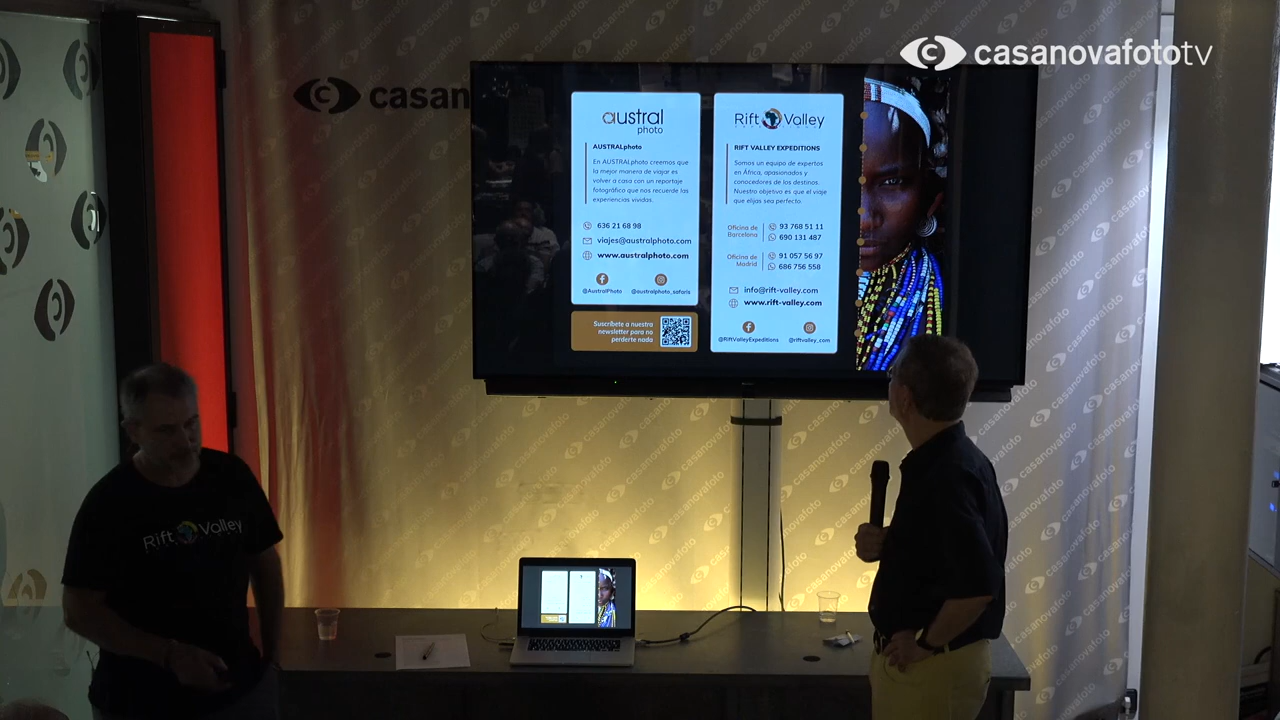 casanovafoto tv
casan
austral
photo
AUSTRALphoto
En AUSTRALphoto creemos que
la mejor manera de viajar es
volver a casa con un reportaje
fotográfico que nos recuerde las
experiencias vividas.
636 21 68 98
viajes@australphoto.com
www.australphoto.com
@AustralPhoto @australphoto_safaris
Suscríbete a nuestra
newsletter para no
perderte nada
Rift Valley
EXPEDITIONS
RIFT VALLEY EXPEDITIONS
Somos un equipo de expertos
en África, apasionados y
conocedores de los destinos.
Nuestro objetivo es que el viaje
que elijas sea perfecto.
Oficina de
Barcelona
93 768 51 11
690 131 487
Oficina de
Madrid
91 057 56 97
686 756 558
info@rift-valley.com
www.rift-valley.com
@RiftValleyExpeditions @riftvalley_com
Rift Valley
casanovafoto